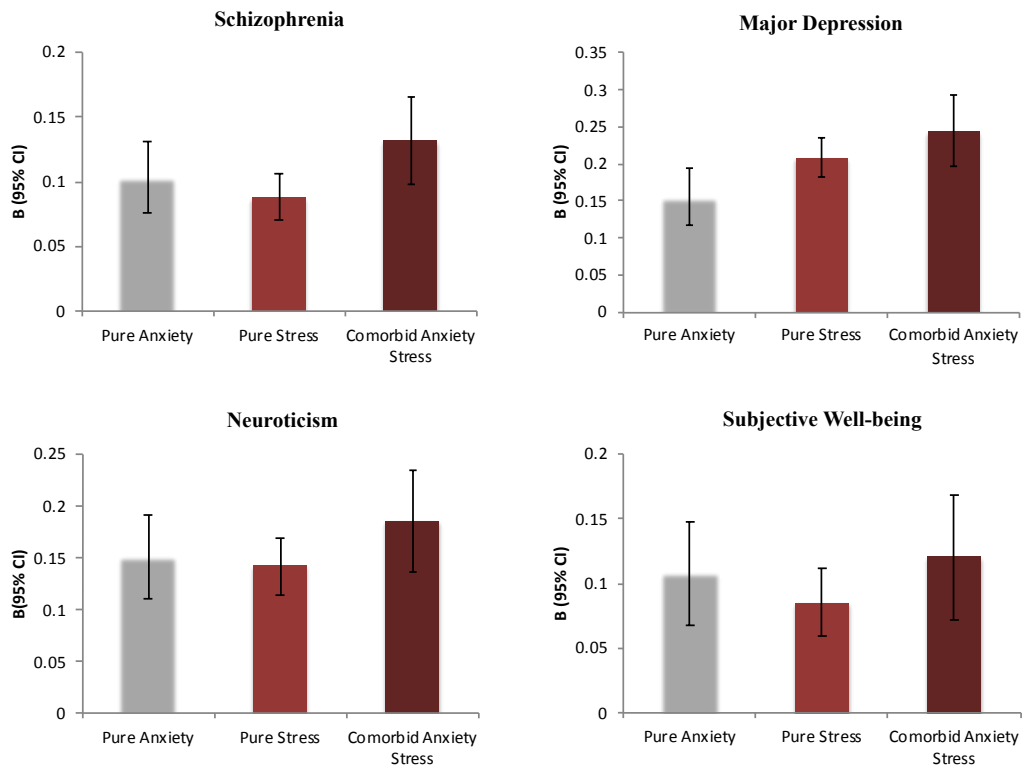 Schizophrenia
B (95% CI)
0.2
0.15
0.1
0.05
0
Pure Anxiety
Pure Stress
Comorbid Anxiety
Stress
Major Depression
B (95% CI)
0.35
0.3
0.25
0.2
0.15
0.1
0.05
0
Pure Anxiety
Pure Stress
Comorbid Anxiety
Stress
Neuroticism
B(95% CI)
0.25
0.2
0.15
0.1
0.05
0
Pure Anxiety
Pure Stress
Comorbid Anxiety
Stress
Subjective Well-being
B (95% CI)
0.2
0.15
0.1
0.05
0
Pure Anxiety
Pure Stress
Comorbid Anxiety
Stress